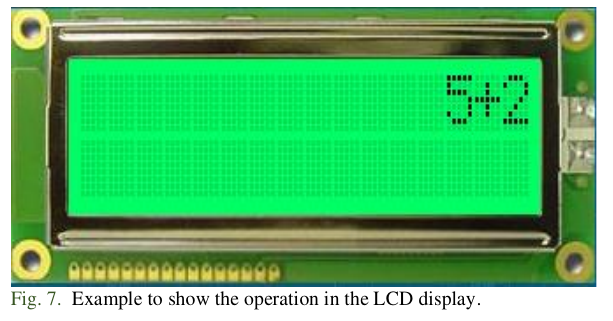 5+2
Fig. 7. Example to show the operation in the LCD display.